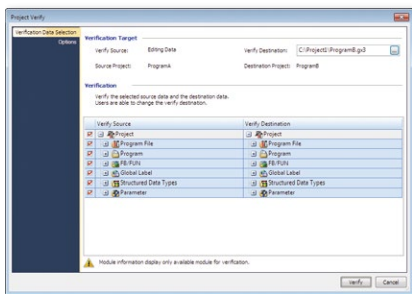 Project Verify
Verification Data Selection
Options
Verification Target
Verify Source: Editing Data Verify Destination: C:\Project1\ProgramB.gx3 ...
Source Project: ProgramA Destination Project: ProgramB
Verification
Verify the selected source data and the destination data.
Users are able to change the verify destination.
Verify Source Verify Destination
Project Project
Program File Program File
Program Program
FB/FUN FB/FUN
Global Label Global Label
Structured Data Types Structured Data Types
Parameter Parameter
Module information display only available module for verification.
Verify Cancel